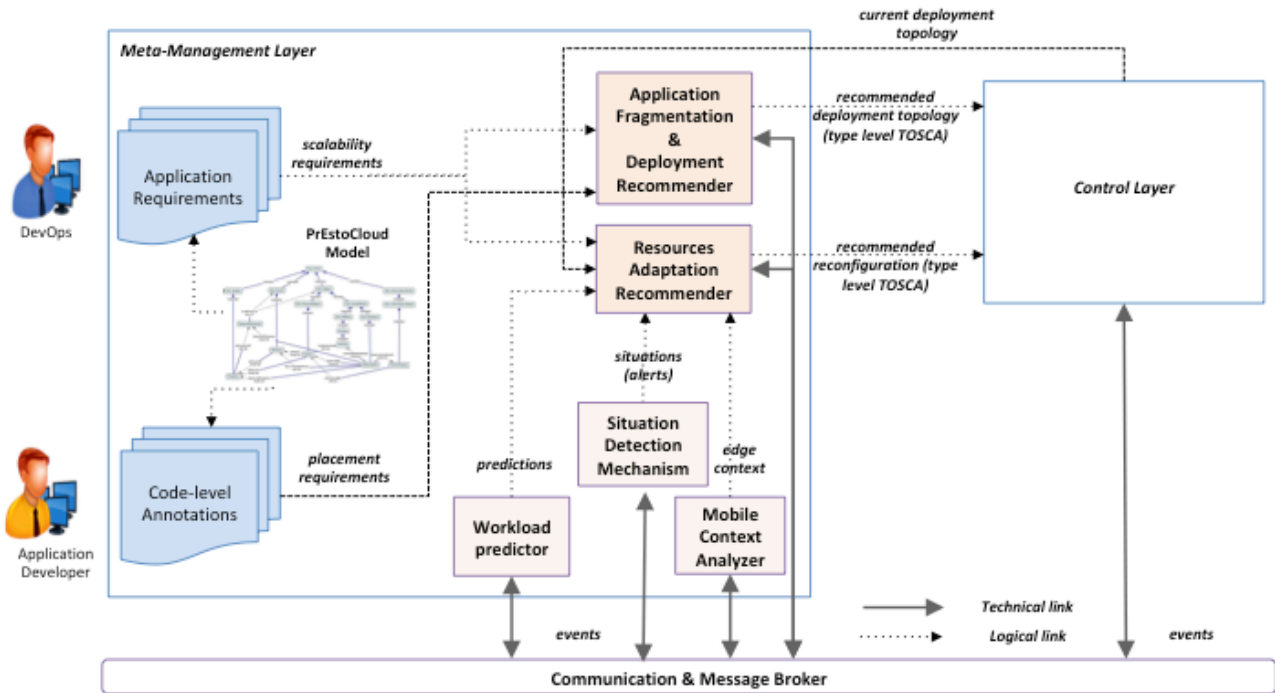 current deployment
topology
Meta-Management Layer
Application
Fragmentation
&
Deployment
Recommender
recommended
deployment topology
(type level TOSCA)
Control Layer
scalability
requirements
Application
Requirements
DevOps
PrEstoCloud
Model
Resources
Adaptation
Recommender
recommended
reconfiguration (type
level TOSCA)
situations
(alerts)
Situation
Detection
Mechanism
edge
context
predictions
placement
requirements
Code-level
Annotations
Application
Developer
Workload
predictor
Mobile
Context
Analyzer
Technical link
Logical link
events
events
Communication & Message Broker